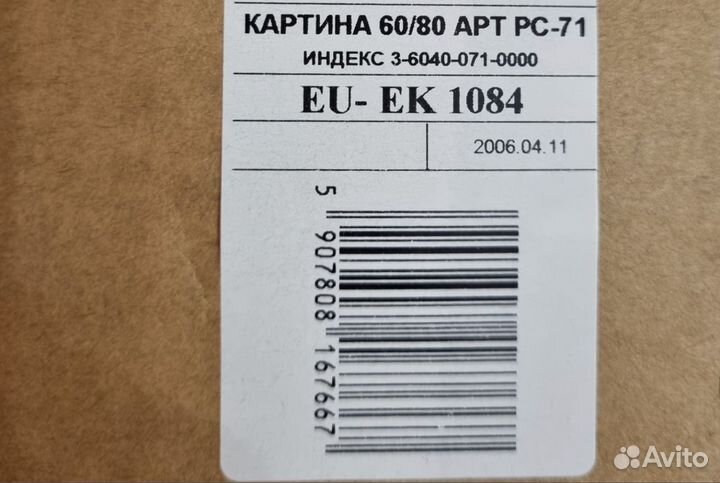 КАРТИНА 60/80 АРТ РС-71
ИНДЕКС 3-6040-071-0000
EU- EK 1084
2006.04.11
5 907808 167667
Avito